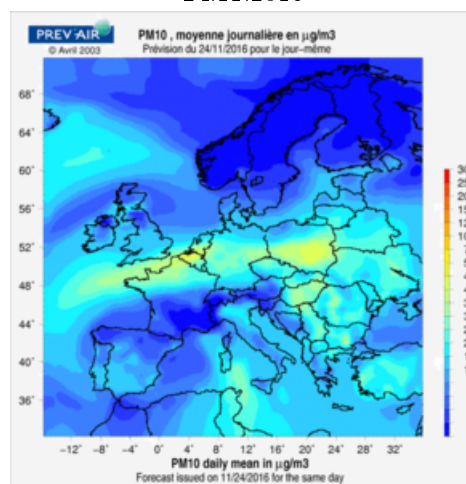 PREV'AIR
© Avril 2003
PM10 , moyenne journalière en µg/m3
Prévision du 24/11/2016 pour le jour-même
68°
64°
60°
56°
52°
48°
44°
40°
36°
-12° -8° -4° 0° 4° 8° 12° 16° 20° 24° 28° 32°
PM10 daily mean in µg/m3
Forecast issued on 11/24/2016 for the same day